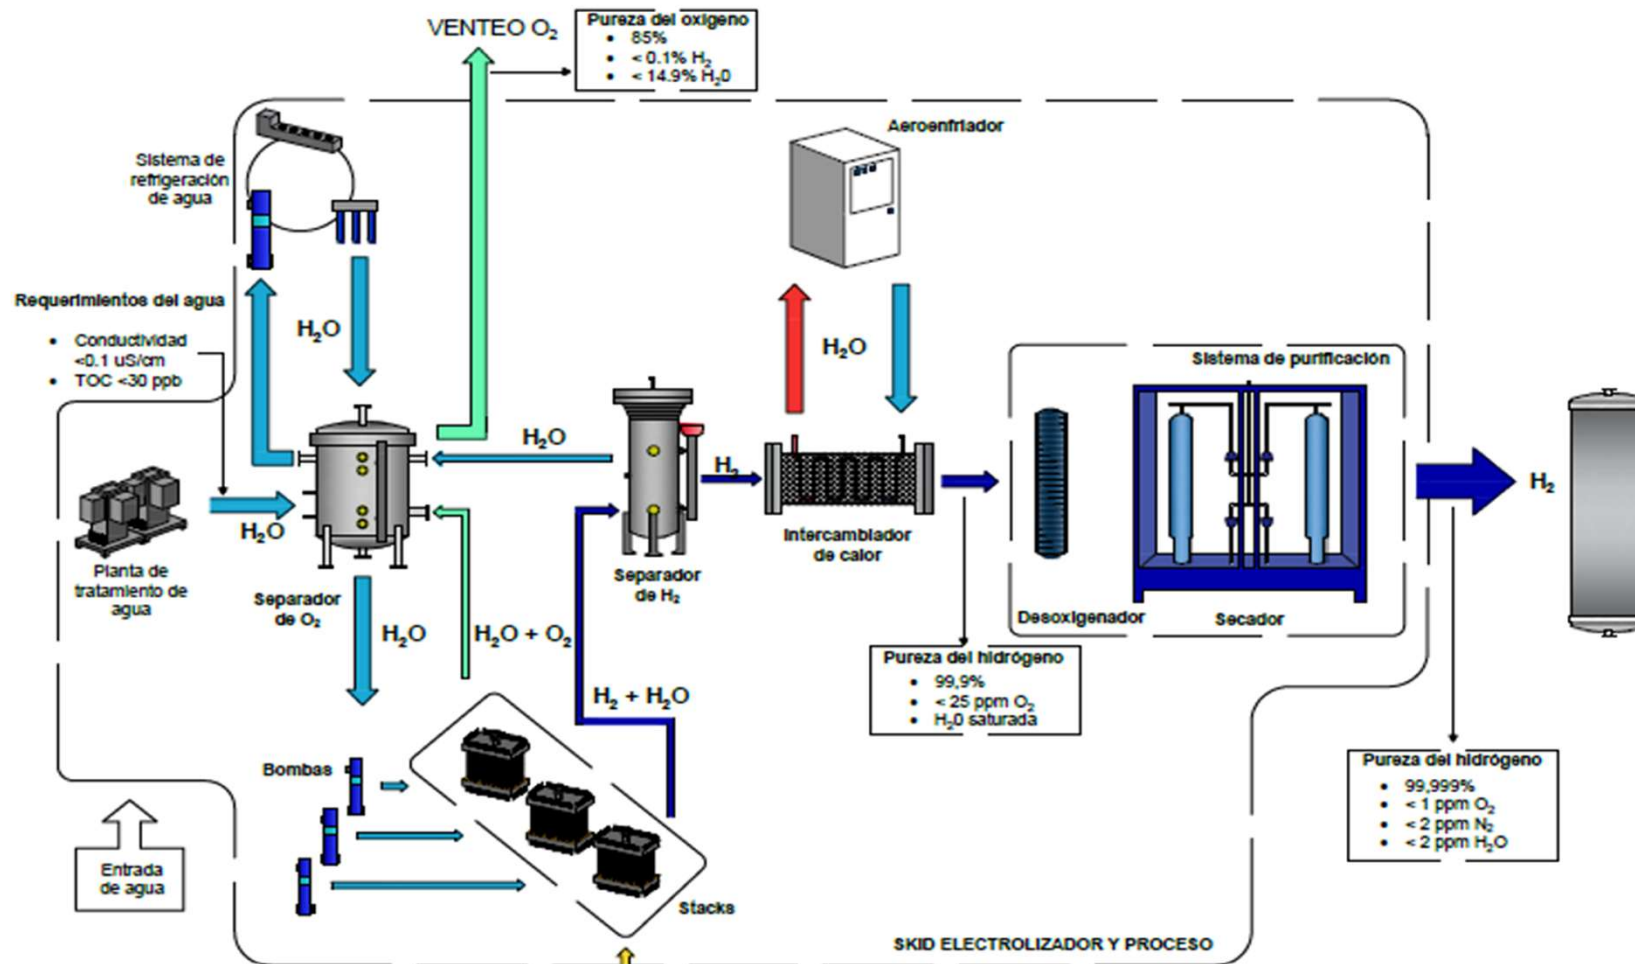 VENTEO O₂
Pureza del oxígeno
• 85%
• < 0.1% H₂
• < 14.9% H₂0
Sistema de
refrigeración
de agua
Aeroenfriador
Requerimientos del agua
• Conductividad
<0.1 uS/cm
• TOC <30 ppb
H₂O
H₂O
Sistema de purificación
H₂O
H₂
H₂
H₂O
Planta de
tratamiento de
agua
Separador
de O₂
Separador
de H₂
Intercambiador
de calor
Desoxigenador
Secador
H₂O
H₂O + O₂
H₂ + H₂O
Pureza del hidrógeno
• 99,9%
• < 25 ppm O₂
• H₂0 saturada
Bombas
Pureza del hidrógeno
• 99,999%
• < 1 ppm O₂
• < 2 ppm N₂
• < 2 ppm H₂O
Entrada
de agua
Stacks
SKID ELECTROLIZADOR Y PROCESO